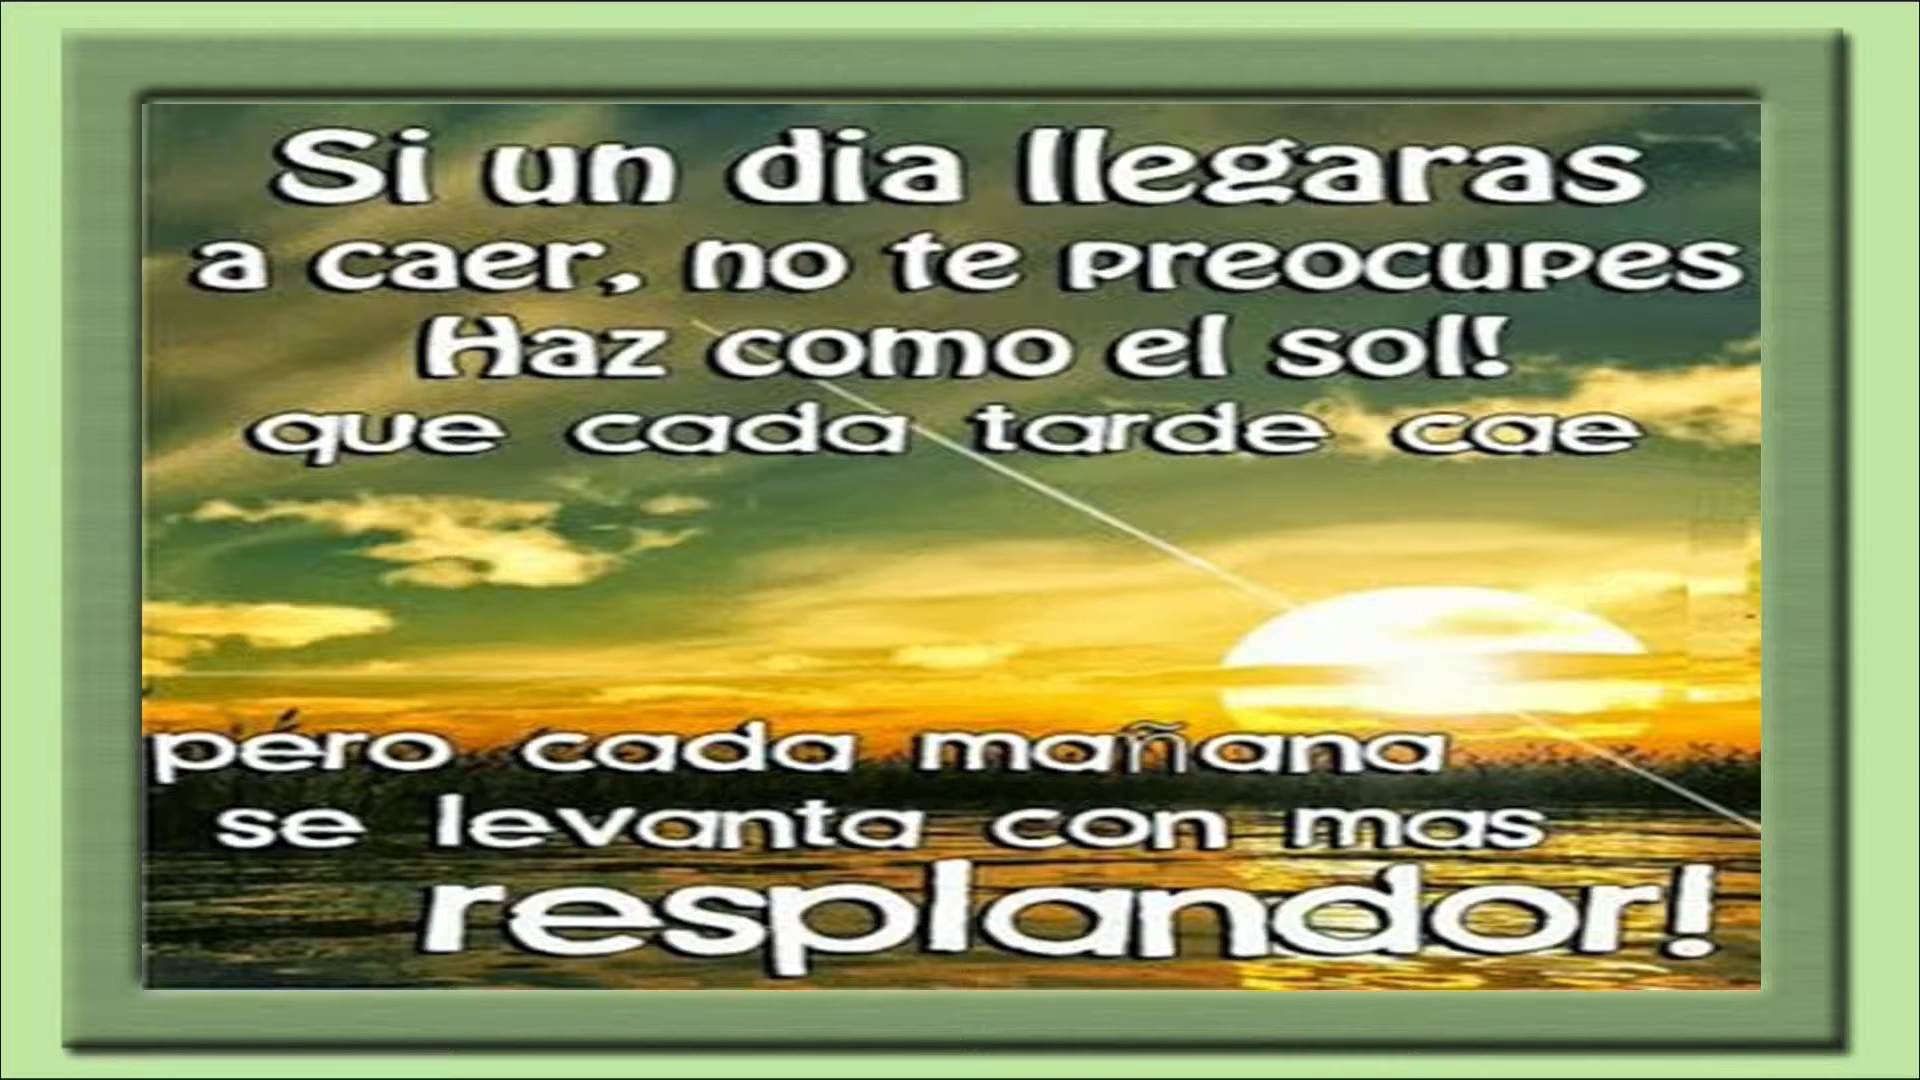 Si un dia llegaras
a caer, no te preocupes
Haz como el sol!
que cada tarde cae
pero cada mañana
se levanta con mas
resplandor!